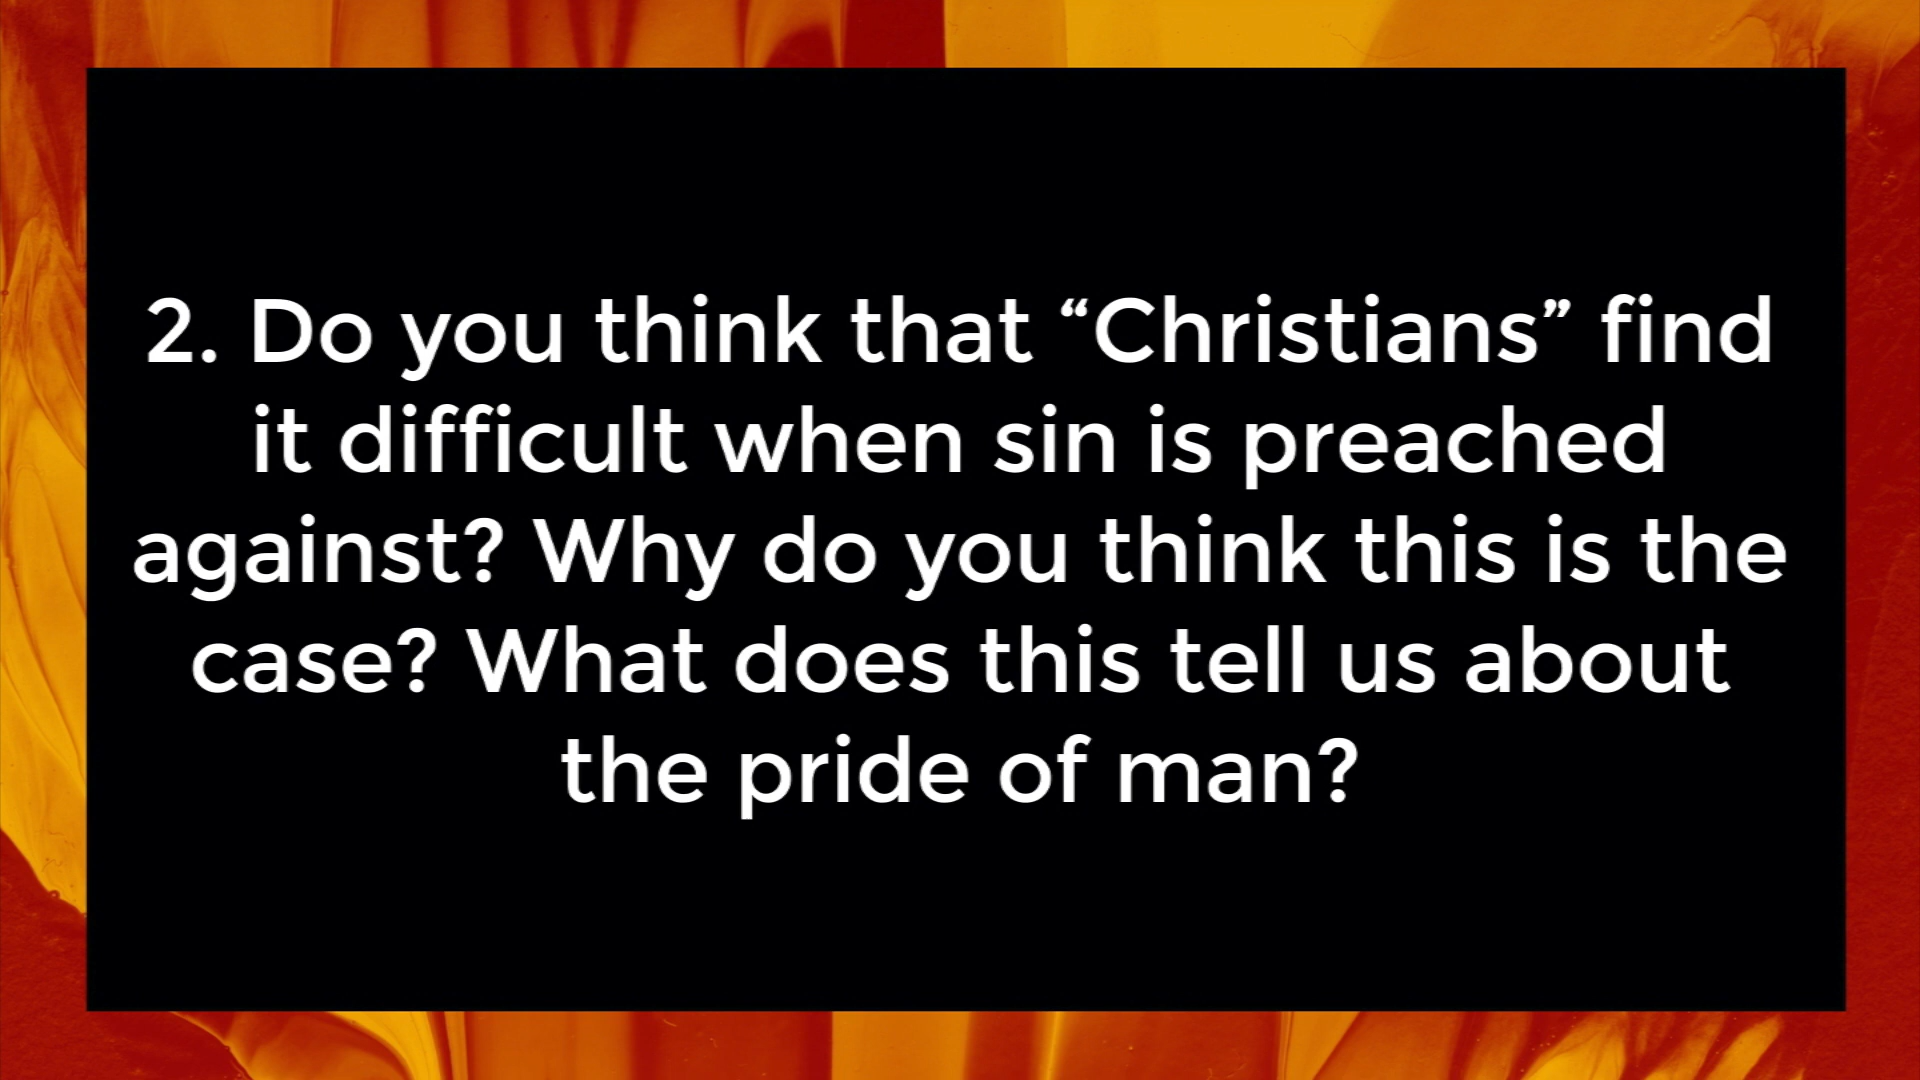 2. Do you think that “Christians” find
it difficult when sin is preached
against? Why do you think this is the
case? What does this tell us about
the pride of man?